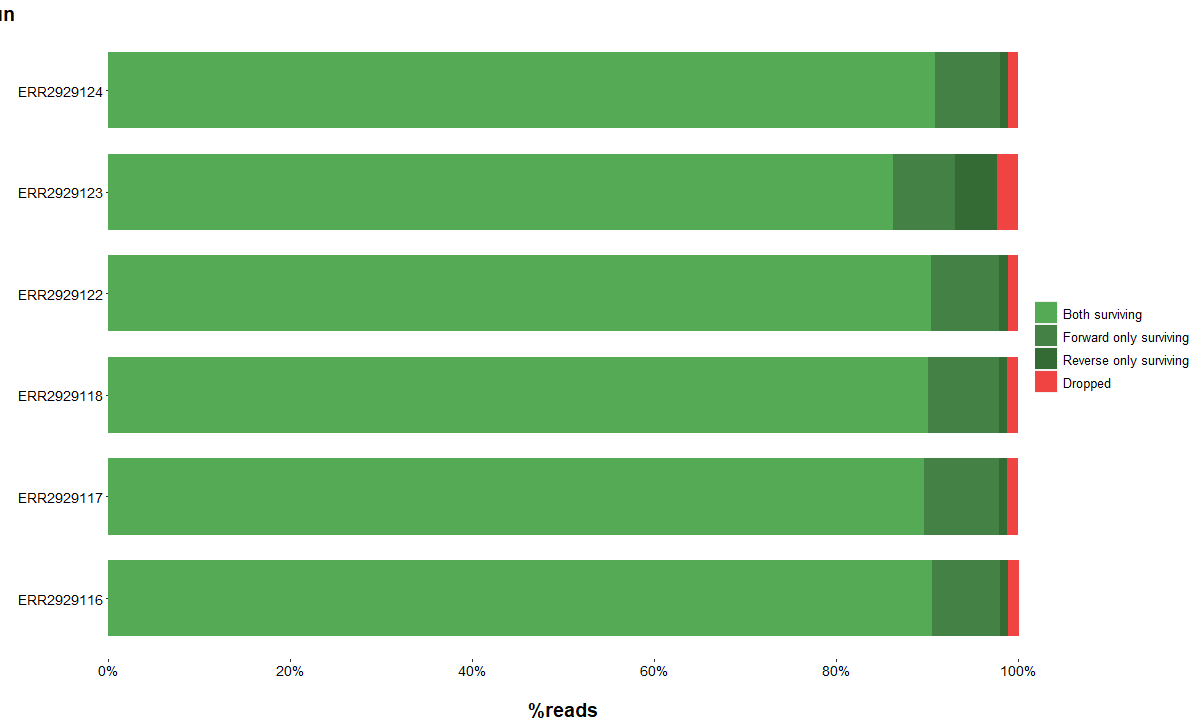 ERR2929124
ERR2929123
ERR2929122
ERR2929118
ERR2929117
ERR2929116
0% 20% 40% 60% 80% 100%
%reads
Both surviving
Forward only surviving
Reverse only surviving
Dropped